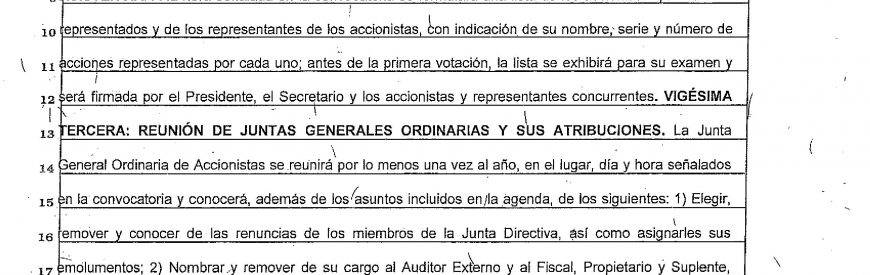 10 representados y de los representantes de los accionistas, con indicación de su nombre, serie y número de
11 acciones representadas por cada uno; antes de la primera votación, la lista se exhibirá para su examen y
12 será firmada por el Presidente, el Secretario y los accionistas y representantes concurrentes. VIGÉSIMA
13 TERCERA: REUNIÓN DE JUNTAS GENERALES ORDINARIAS Y SUS ATRIBUCIONES. La Junta
14 General Ordinaria de Accionistas se reunirá por lo menos una vez al año, en el lugar, día y hora señalados
15 en la convocatoria y conocerá, además de los asuntos incluidos en la agenda, de los siguientes: 1) Elegir,
16 remover y conocer de las renuncias de los miembros de la Junta Directiva, así como asignarles sus
17 emolumentos; 2) Nombrar y remover de su cargo al Auditor Externo y al Fiscal, Propietario y Suplente,